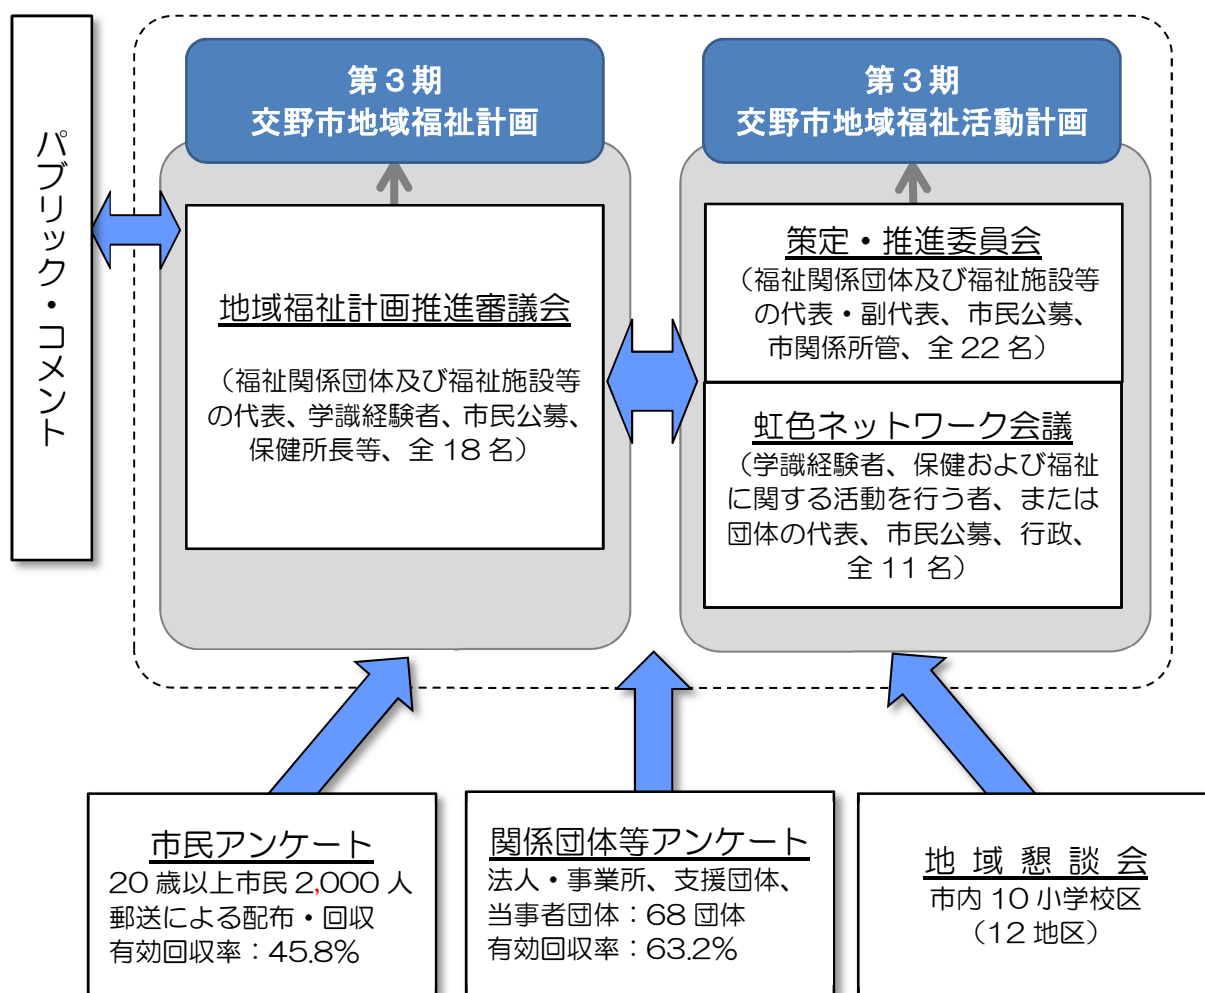 パブリック・コメント
第3期
交野市地域福祉計画
地域福祉計画推進審議会
（福祉関係団体及び福祉施設等
の代表、学識経験者、市民公募、
保健所長等、全 18 名）
第3期
交野市地域福祉活動計画
策定・推進委員会
（福祉関係団体及び福祉施設等
の代表・副代表、市民公募、
市関係所管、全 22 名）
虹色ネットワーク会議
（学識経験者、保健および福祉
に関する活動を行う者、または
団体の代表、市民公募、行政、
全 11 名）
市民アンケート
20 歳以上市民 2,000 人
郵送による配布・回収
有効回収率：45.8%
関係団体等アンケート
法人・事業所、支援団体、
当事者団体：68 団体
有効回収率：63.2%
地 域 懇 談 会
市内 10 小学校区
（12 地区）